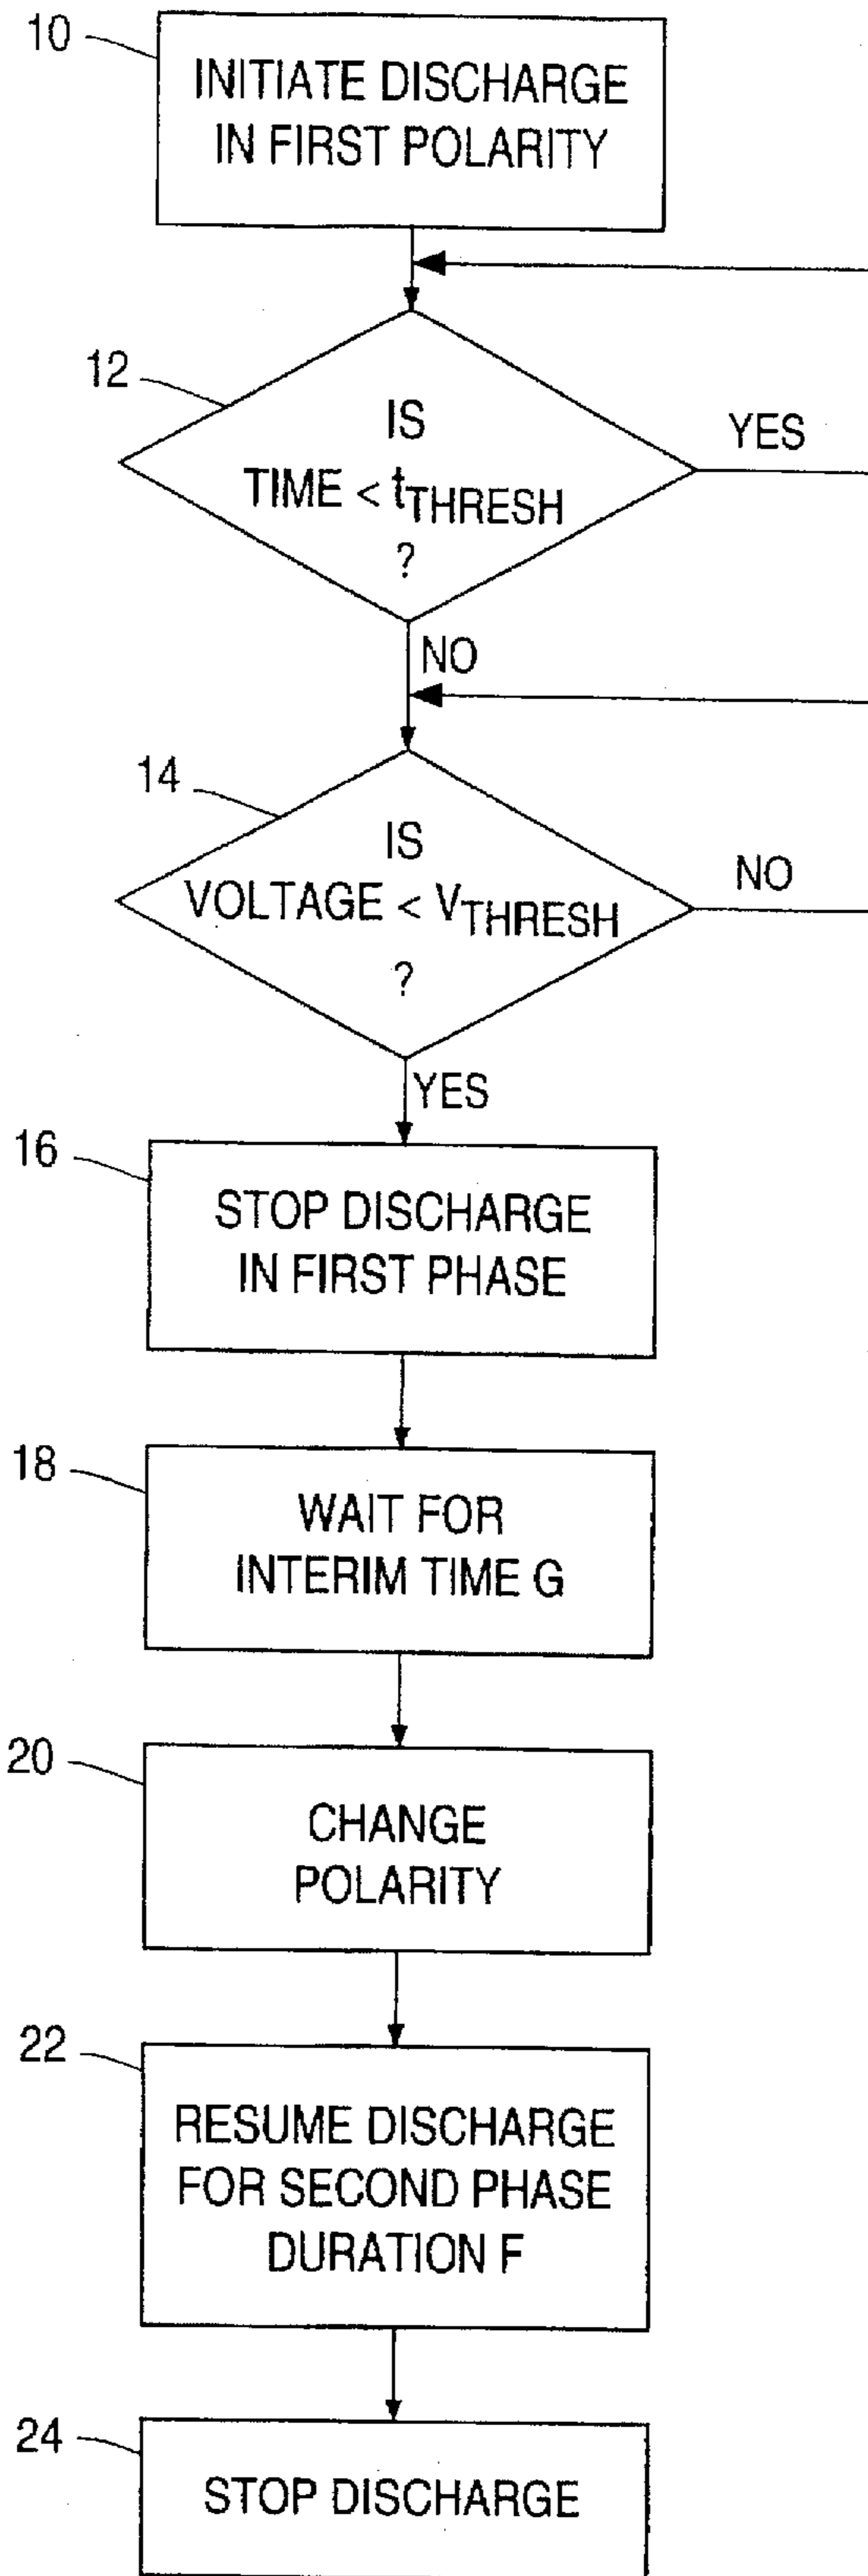 10
INITIATE DISCHARGE
IN FIRST POLARITY
12
IS
TIME < tTHRESH
?
YES
NO
14
IS
VOLTAGE < VTHRESH
?
NO
YES
16
STOP DISCHARGE
IN FIRST PHASE
18
WAIT FOR
INTERIM TIME G
20
CHANGE
POLARITY
22
RESUME DISCHARGE
FOR SECOND PHASE
DURATION F
24
STOP DISCHARGE